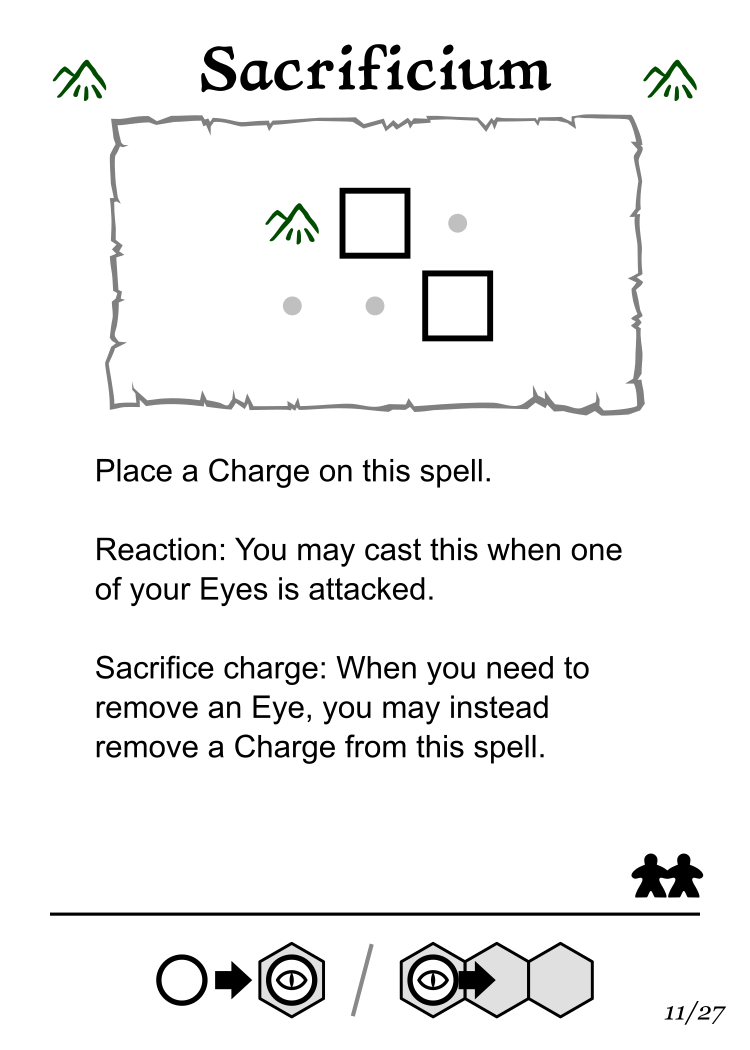 Sacrificium
Place a Charge on this spell.
Reaction: You may cast this when one
of your Eyes is attacked.
Sacrifice charge: When you need to
remove an Eye, you may instead
remove a Charge from this spell.
11/27